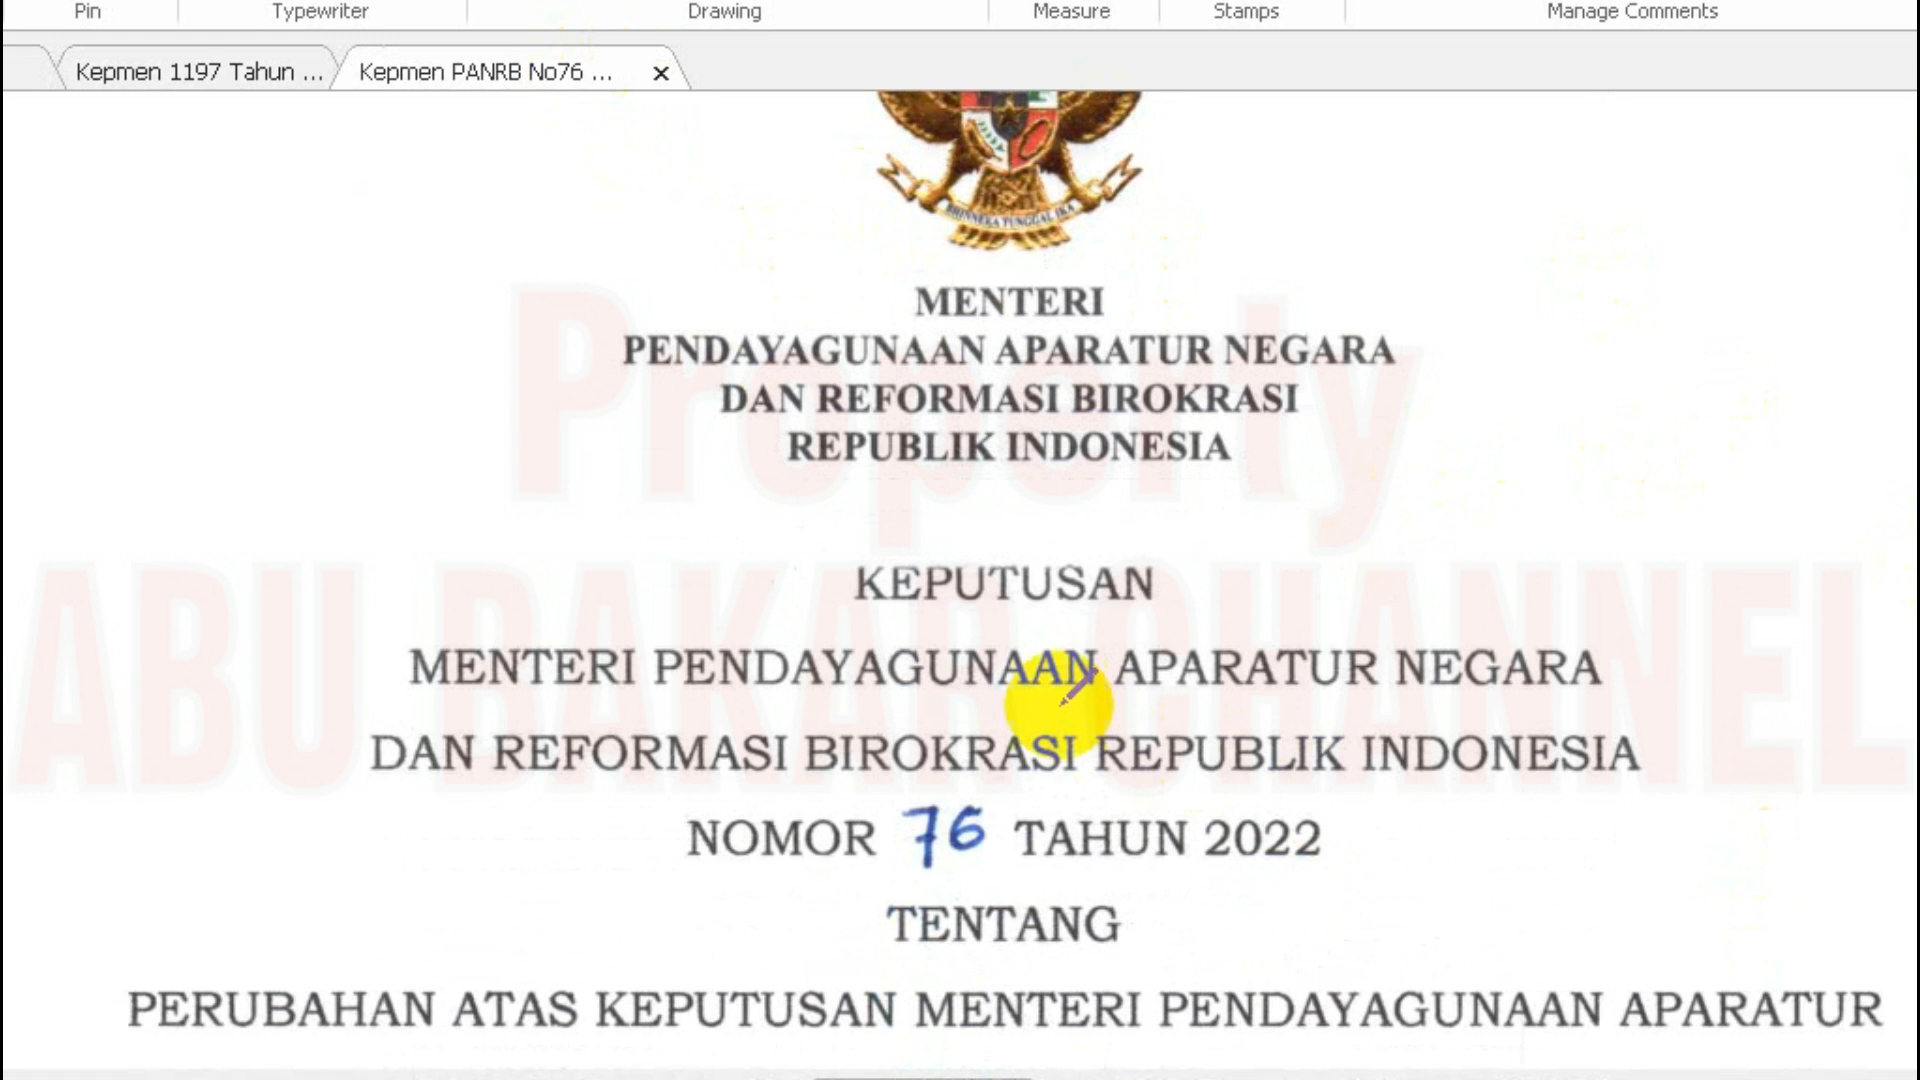 Pin Typewriter Drawing Measure Stamps Manage Comments
Kepmen 1197 Tahun ... Kepmen PANRB No76 ...
BHINNEKA TUNGGAL IKA
MENTERI
PENDAYAGUNAAN APARATUR NEGARA
DAN REFORMASI BIROKRASI
REPUBLIK INDONESIA
Property
ABU BAKAR CHANNEL
KEPUTUSAN
MENTERI PENDAYAGUNAAN APARATUR NEGARA
DAN REFORMASI BIROKRASI REPUBLIK INDONESIA
NOMOR 76 TAHUN 2022
TENTANG
PERUBAHAN ATAS KEPUTUSAN MENTERI PENDAYAGUNAAN APARATUR